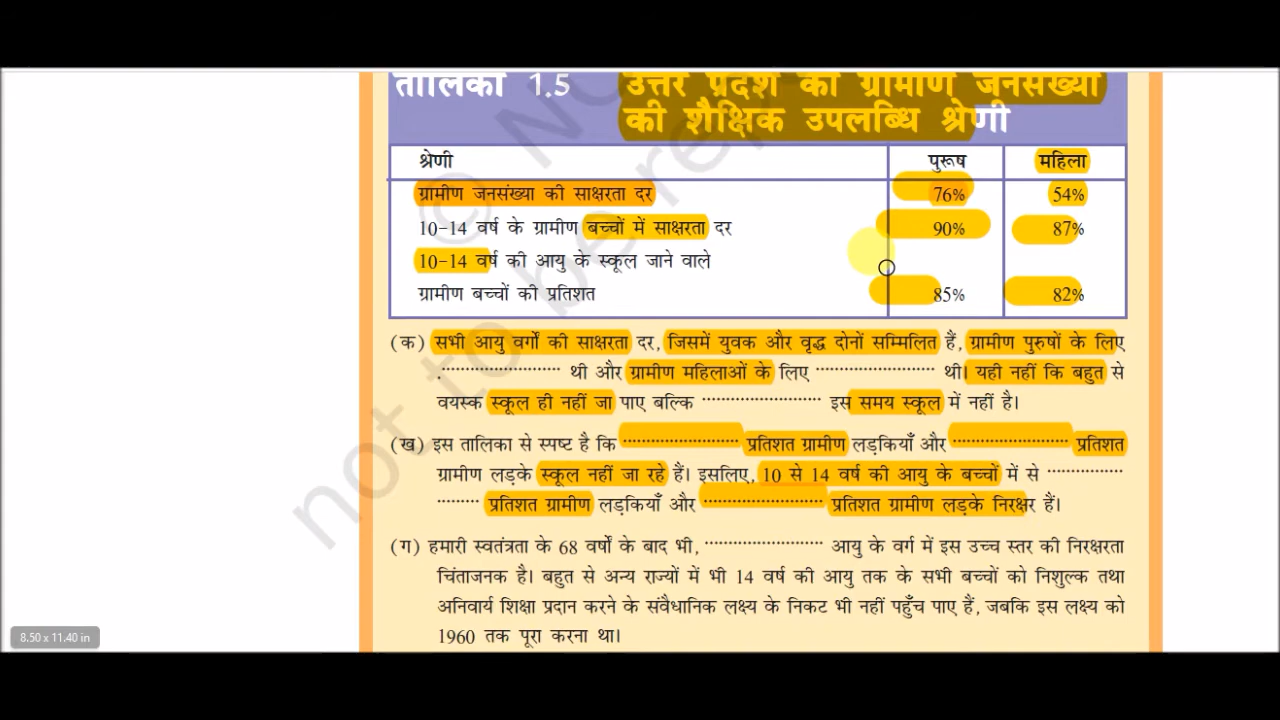 तालिका 1.5 उत्तर प्रदेश की ग्रामीण जनसंख्या
की शैक्षिक उपलब्धि श्रेणी
श्रेणी पुरूष महिला
ग्रामीण जनसंख्या की साक्षरता दर 76% 54%
10-14 वर्ष के ग्रामीण बच्चों में साक्षरता दर 90% 87%
10-14 वर्ष की आयु के स्कूल जाने वाले
ग्रामीण बच्चों की प्रतिशत 85% 82%
(क) सभी आयु वर्गों की साक्षरता दर, जिसमें युवक और वृद्ध दोनों सम्मिलित हैं, ग्रामीण पुरुषों के लिए
.................... थी और ग्रामीण महिलाओं के लिए .................... थी। यही नहीं कि बहुत से
वयस्क स्कूल ही नहीं जा पाए बल्कि .................... इस समय स्कूल में नहीं है।
(ख) इस तालिका से स्पष्ट है कि .................... प्रतिशत ग्रामीण लड़कियाँ और .................... प्रतिशत
ग्रामीण लड़के स्कूल नहीं जा रहे हैं। इसलिए, 10 से 14 वर्ष की आयु के बच्चों में से .............
....... प्रतिशत ग्रामीण लड़कियाँ और .................... प्रतिशत ग्रामीण लड़के निरक्षर हैं।
(ग) हमारी स्वतंत्रता के 68 वर्षों के बाद भी, .................... आयु के वर्ग में इस उच्च स्तर की निरक्षरता
चिंताजनक है। बहुत से अन्य राज्यों में भी 14 वर्ष की आयु तक के सभी बच्चों को निशुल्क तथा
अनिवार्य शिक्षा प्रदान करने के संवैधानिक लक्ष्य के निकट भी नहीं पहुँच पाए हैं, जबकि इस लक्ष्य को
1960 तक पूरा करना था।
not to be re
8.50 x 11.40 in